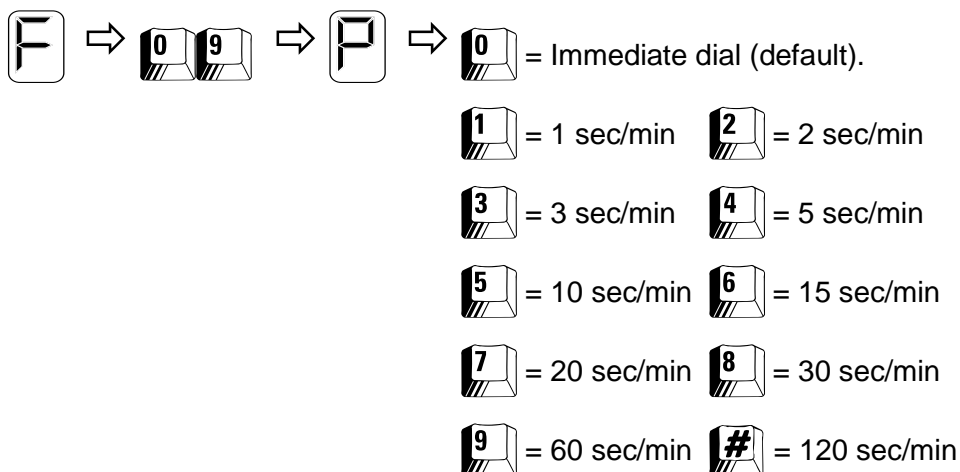 F ⇨ 0 9 ⇨ P ⇨ 0 = Immediate dial (default).
1 = 1 sec/min 2 = 2 sec/min
3 = 3 sec/min 4 = 5 sec/min
5 = 10 sec/min 6 = 15 sec/min
7 = 20 sec/min 8 = 30 sec/min
9 = 60 sec/min # = 120 sec/min